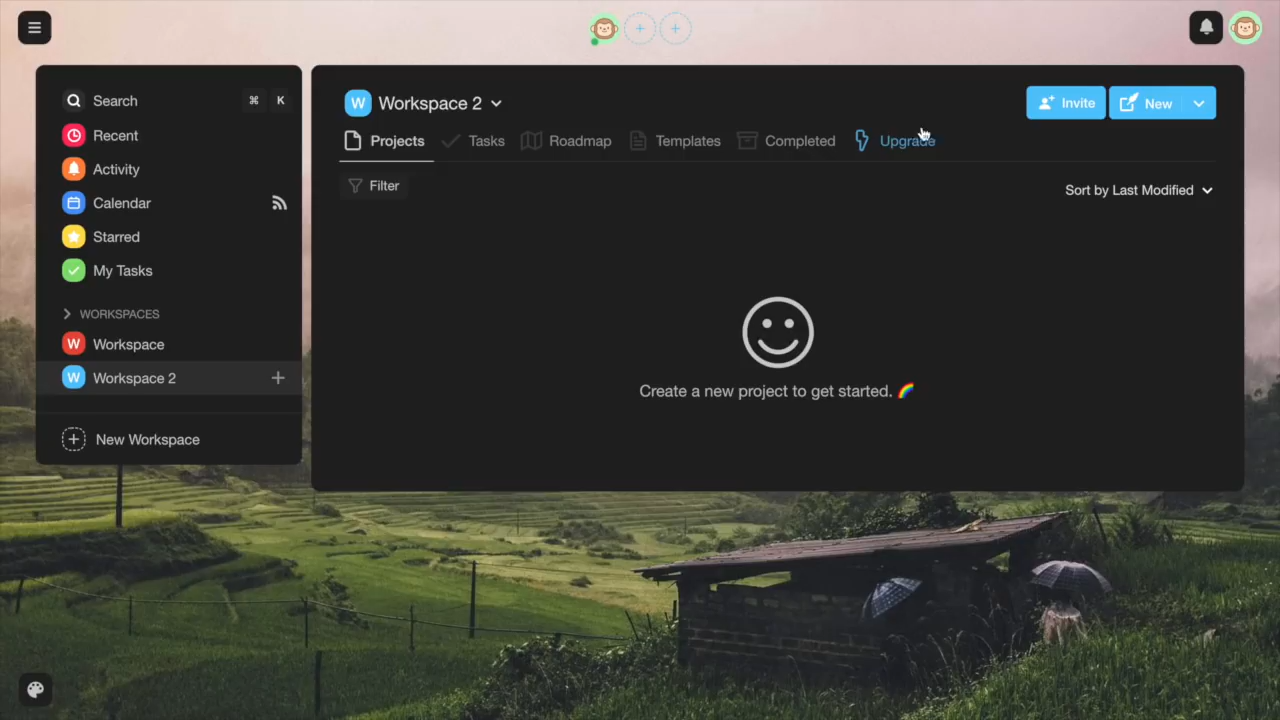 Search ⌘ K
Recent
Activity
Calendar
Starred
My Tasks
WORKSPACES
W Workspace
W Workspace 2
New Workspace
W Workspace 2
Invite
New
Projects
Tasks
Roadmap
Templates
Completed
Upgrade
Filter
Sort by Last Modified
Create a new project to get started. 🌈